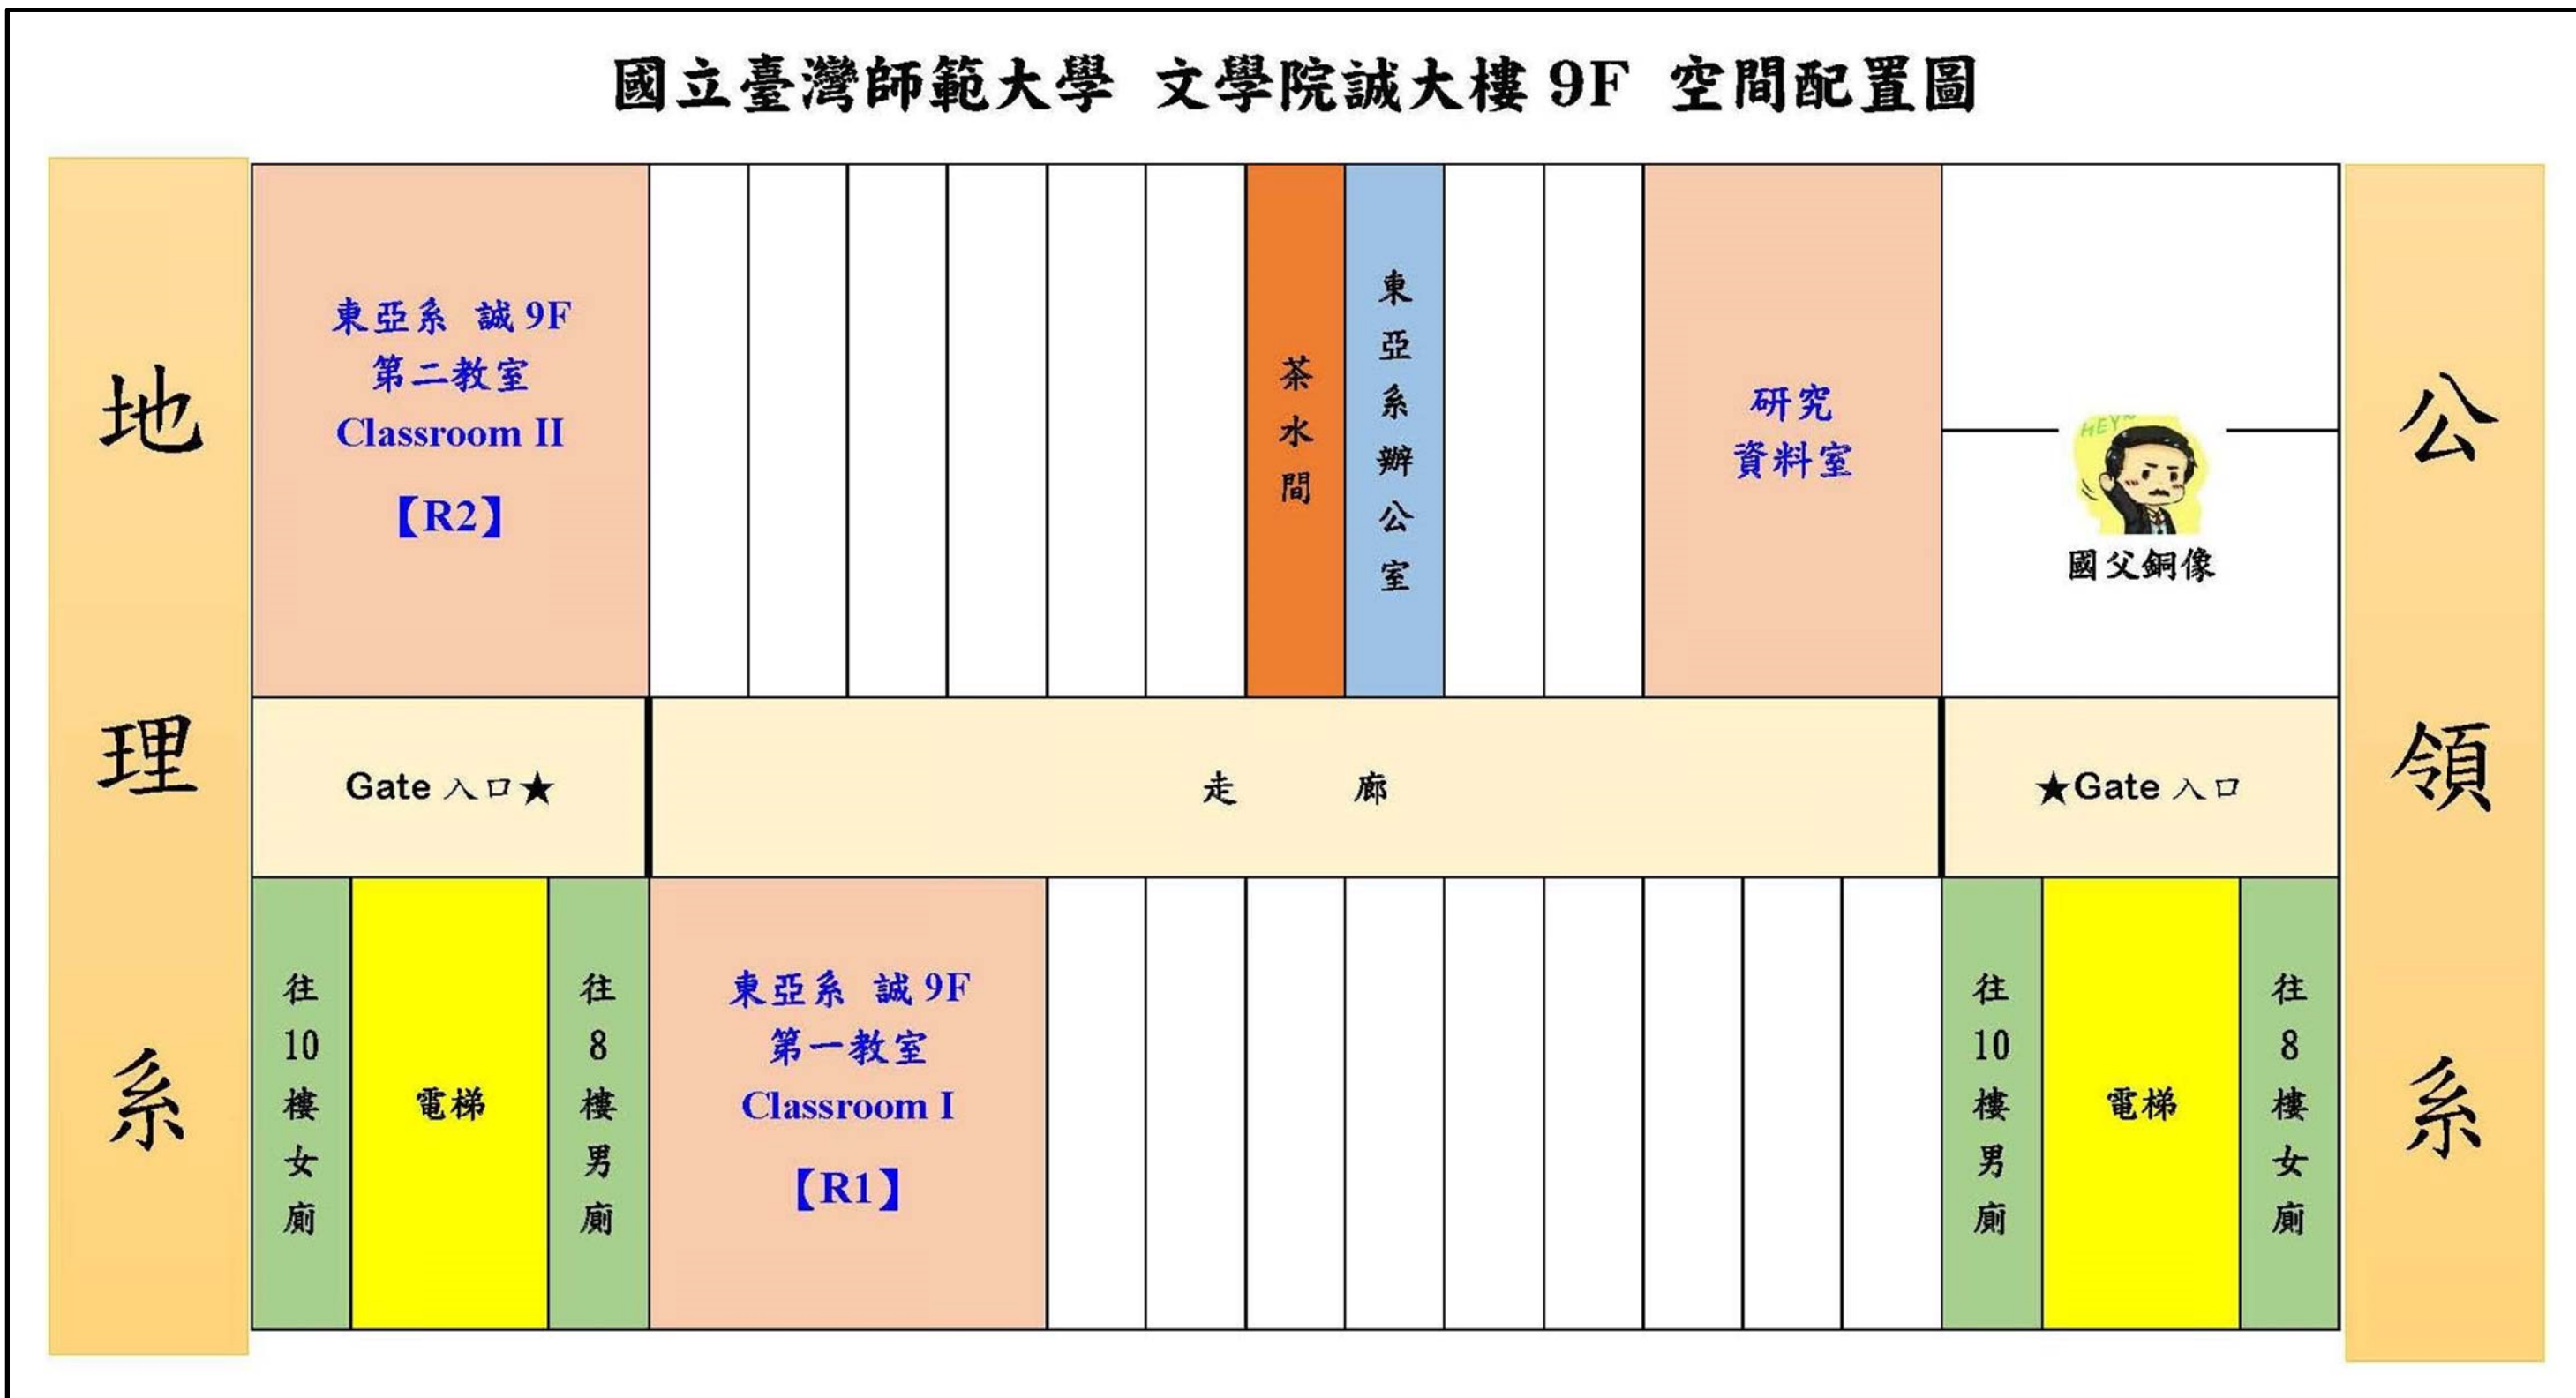 國立臺灣師範大學 文學院誠大樓 9F 空間配置圖
地理系
東亞系 誠 9F
第二教室
Classroom II
【R2】
茶水間
東亞系辦公室
研究
資料室
HEY~
國父銅像
公領系
Gate 入口★
走 廊
★Gate 入口
往10樓女廁
電梯
往8樓男廁
東亞系 誠 9F
第一教室
Classroom I
【R1】
往10樓男廁
電梯
往8樓女廁